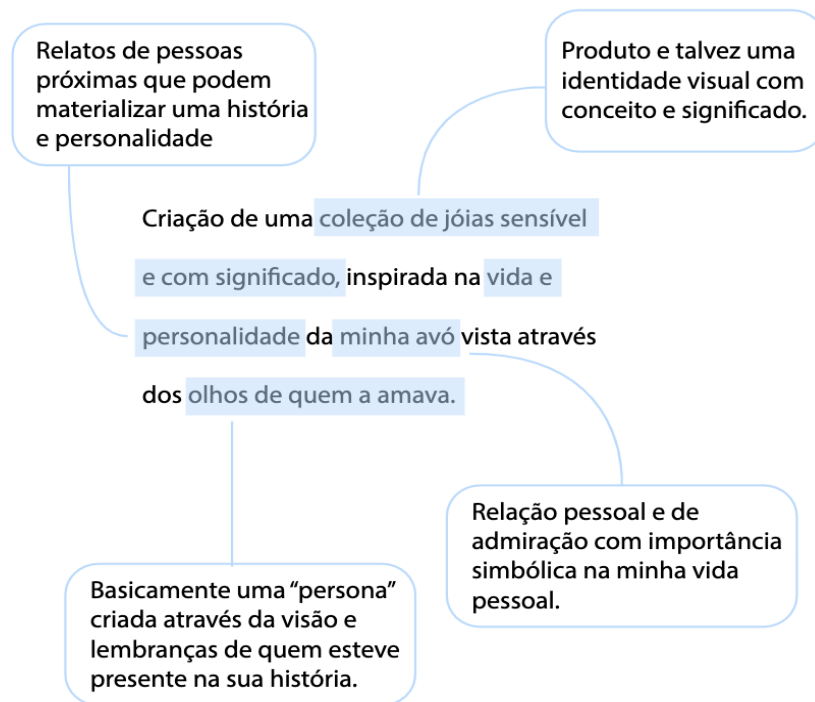 Relatos de pessoas
próximas que podem
materializar uma história
e personalidade
Produto e talvez uma
identidade visual com
conceito e significado.
Criação de uma coleção de jóias sensível
e com significado, inspirada na vida e
personalidade da minha avó vista através
dos olhos de quem a amava.
Relação pessoal e de
admiração com importância
simbólica na minha vida
pessoal.
Basicamente uma “persona”
criada através da visão e
lembranças de quem esteve
presente na sua história.